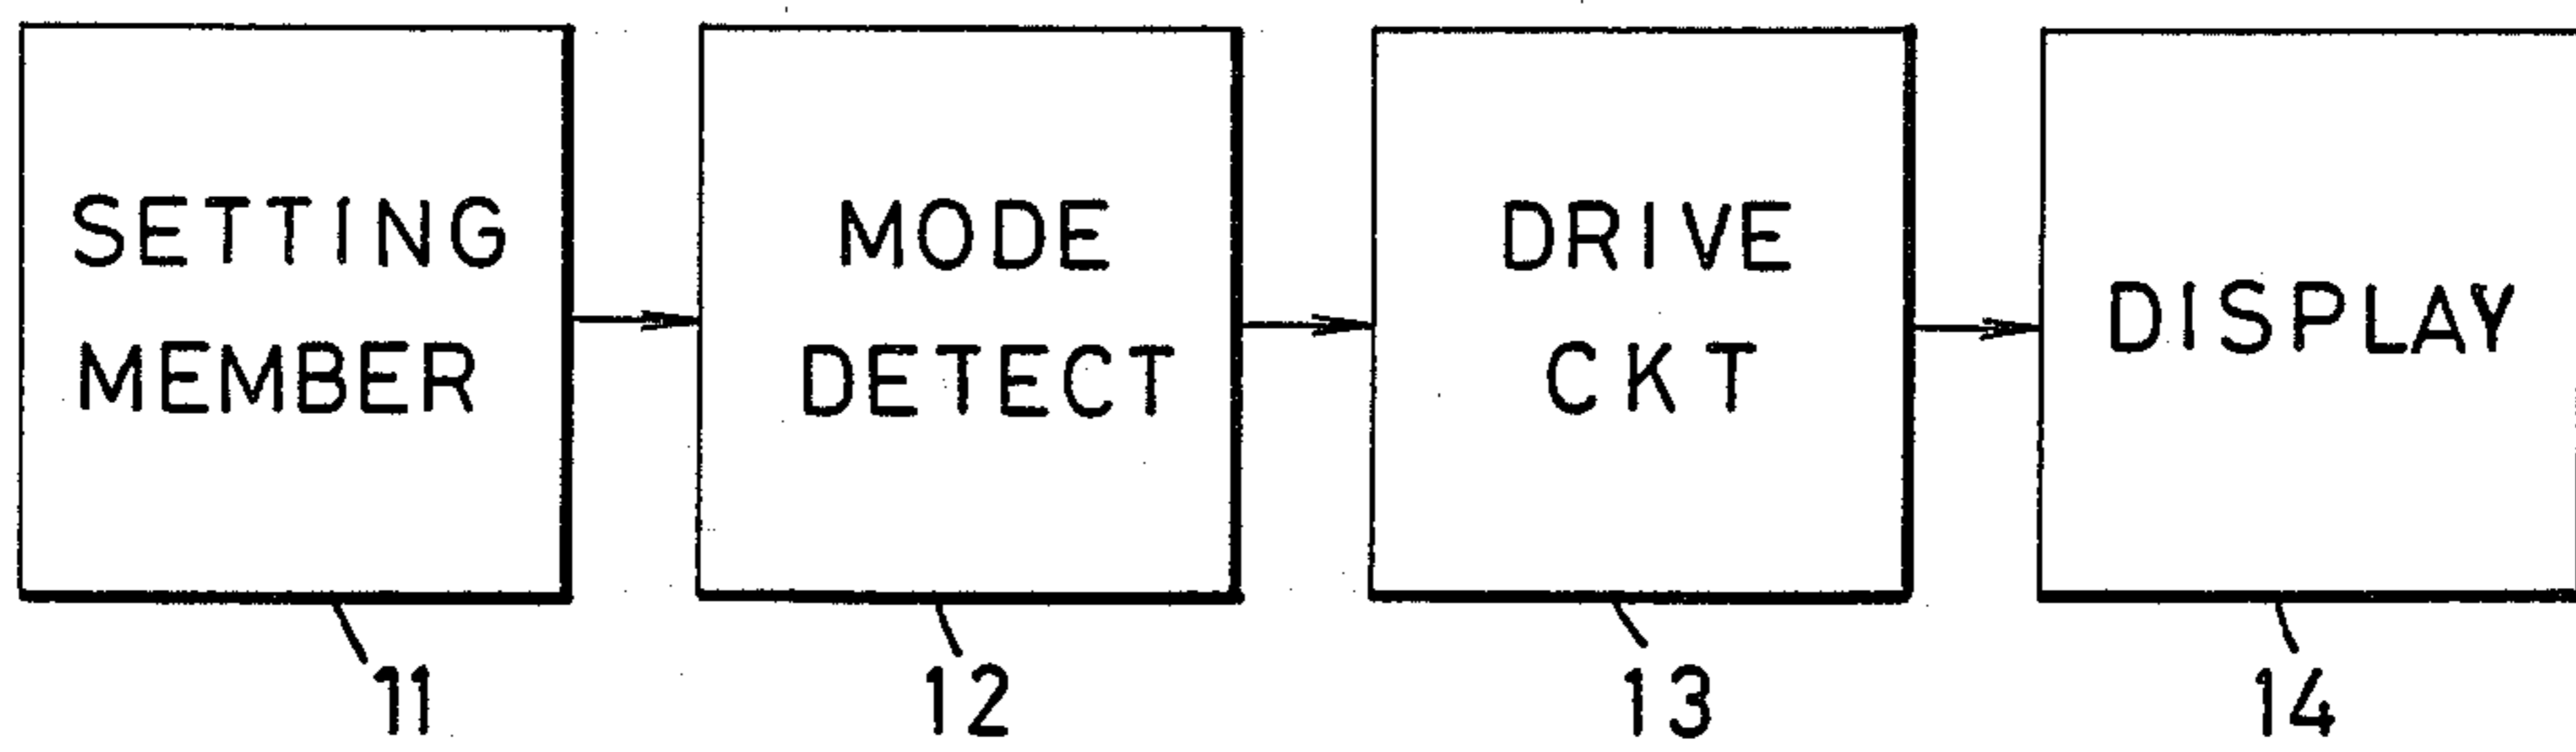 SETTING
MEMBER
MODE
DETECT
DRIVE
CKT
DISPLAY
11
12
13
14